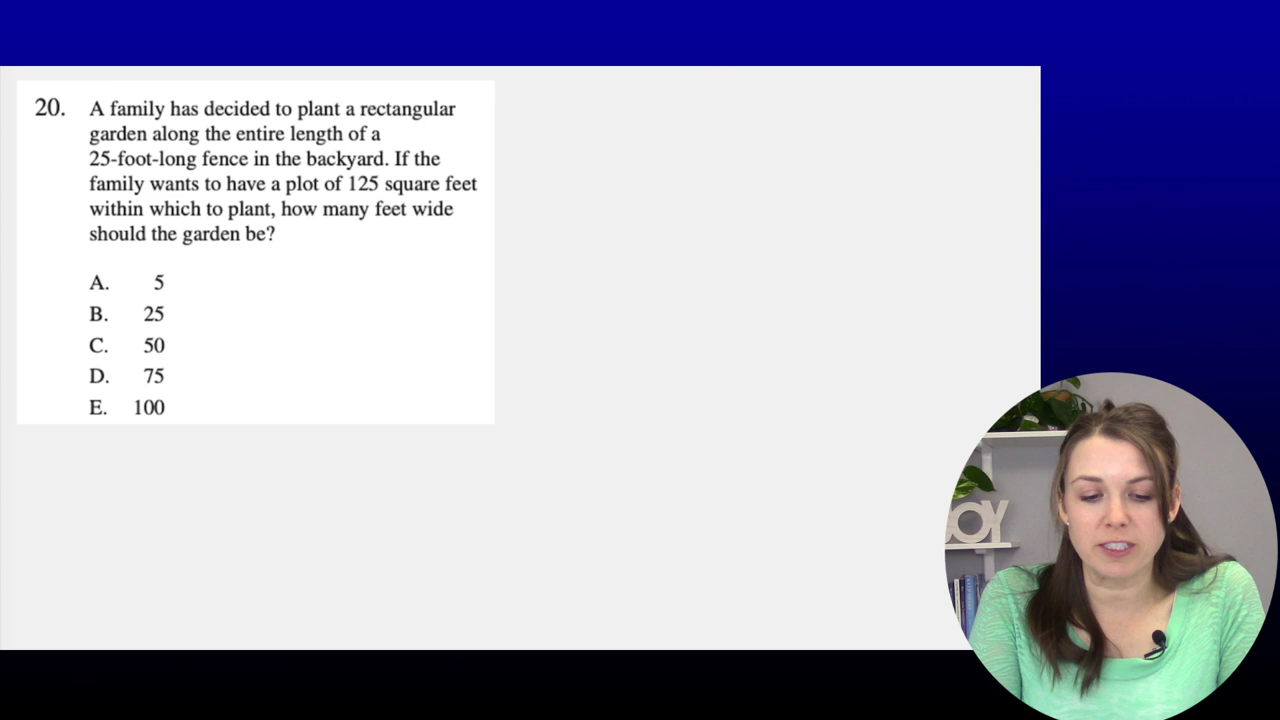 20. A family has decided to plant a rectangular
garden along the entire length of a
25-foot-long fence in the backyard. If the
family wants to have a plot of 125 square feet
within which to plant, how many feet wide
should the garden be?
A. 5
B. 25
C. 50
D. 75
E. 100
OY